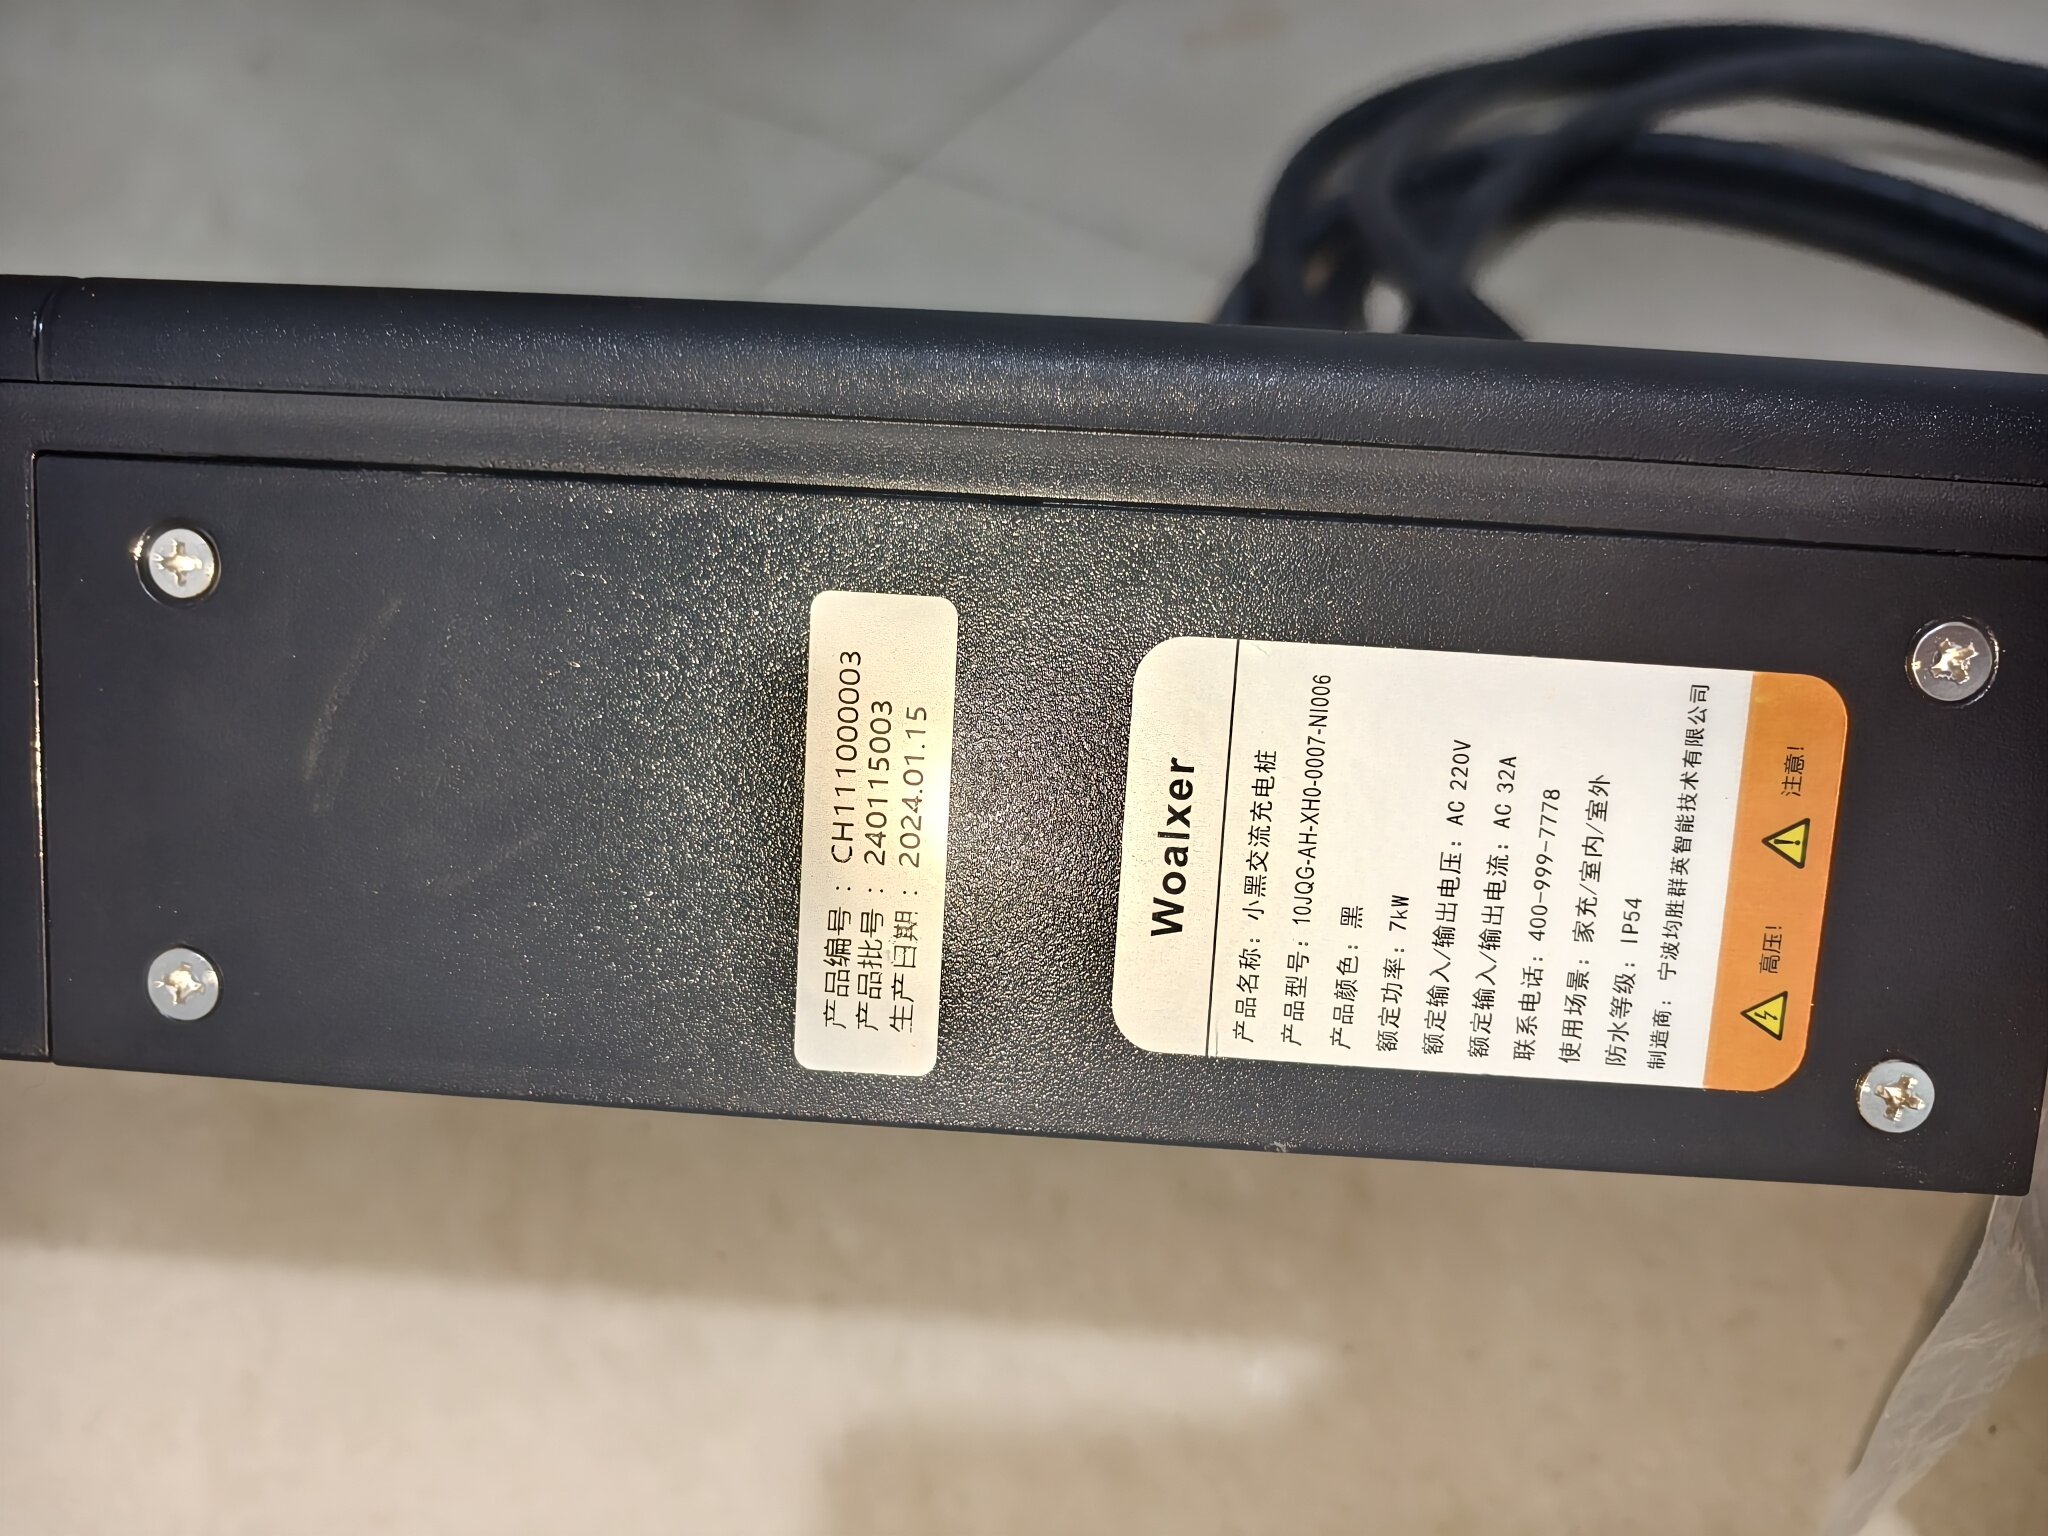 产品编号：CH1111000003
产品批号：240115003
生产日期：2024.01.15
Woalxer
产品名称：小黑交流充电桩
产品型号：10JQG-AH-XH0-0007-NI006
产品颜色：黑
额定功率：7kW
额定输入/输出电压：AC 220V
额定输入/输出电流：AC 32A
联系电话：400-999-7778
使用场景：家充/室内/室外
防水等级：IP54
制造商：宁波均胜群英智能技术有限公司
高压! 注意!